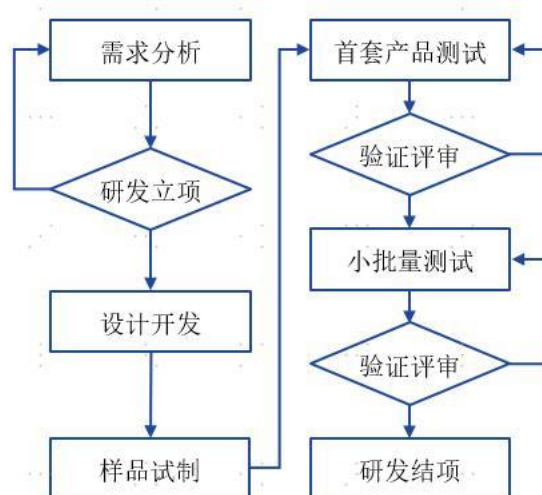 需求分析
研发立项
设计开发
样品试制
首套产品测试
验证评审
小批量测试
验证评审
研发结项